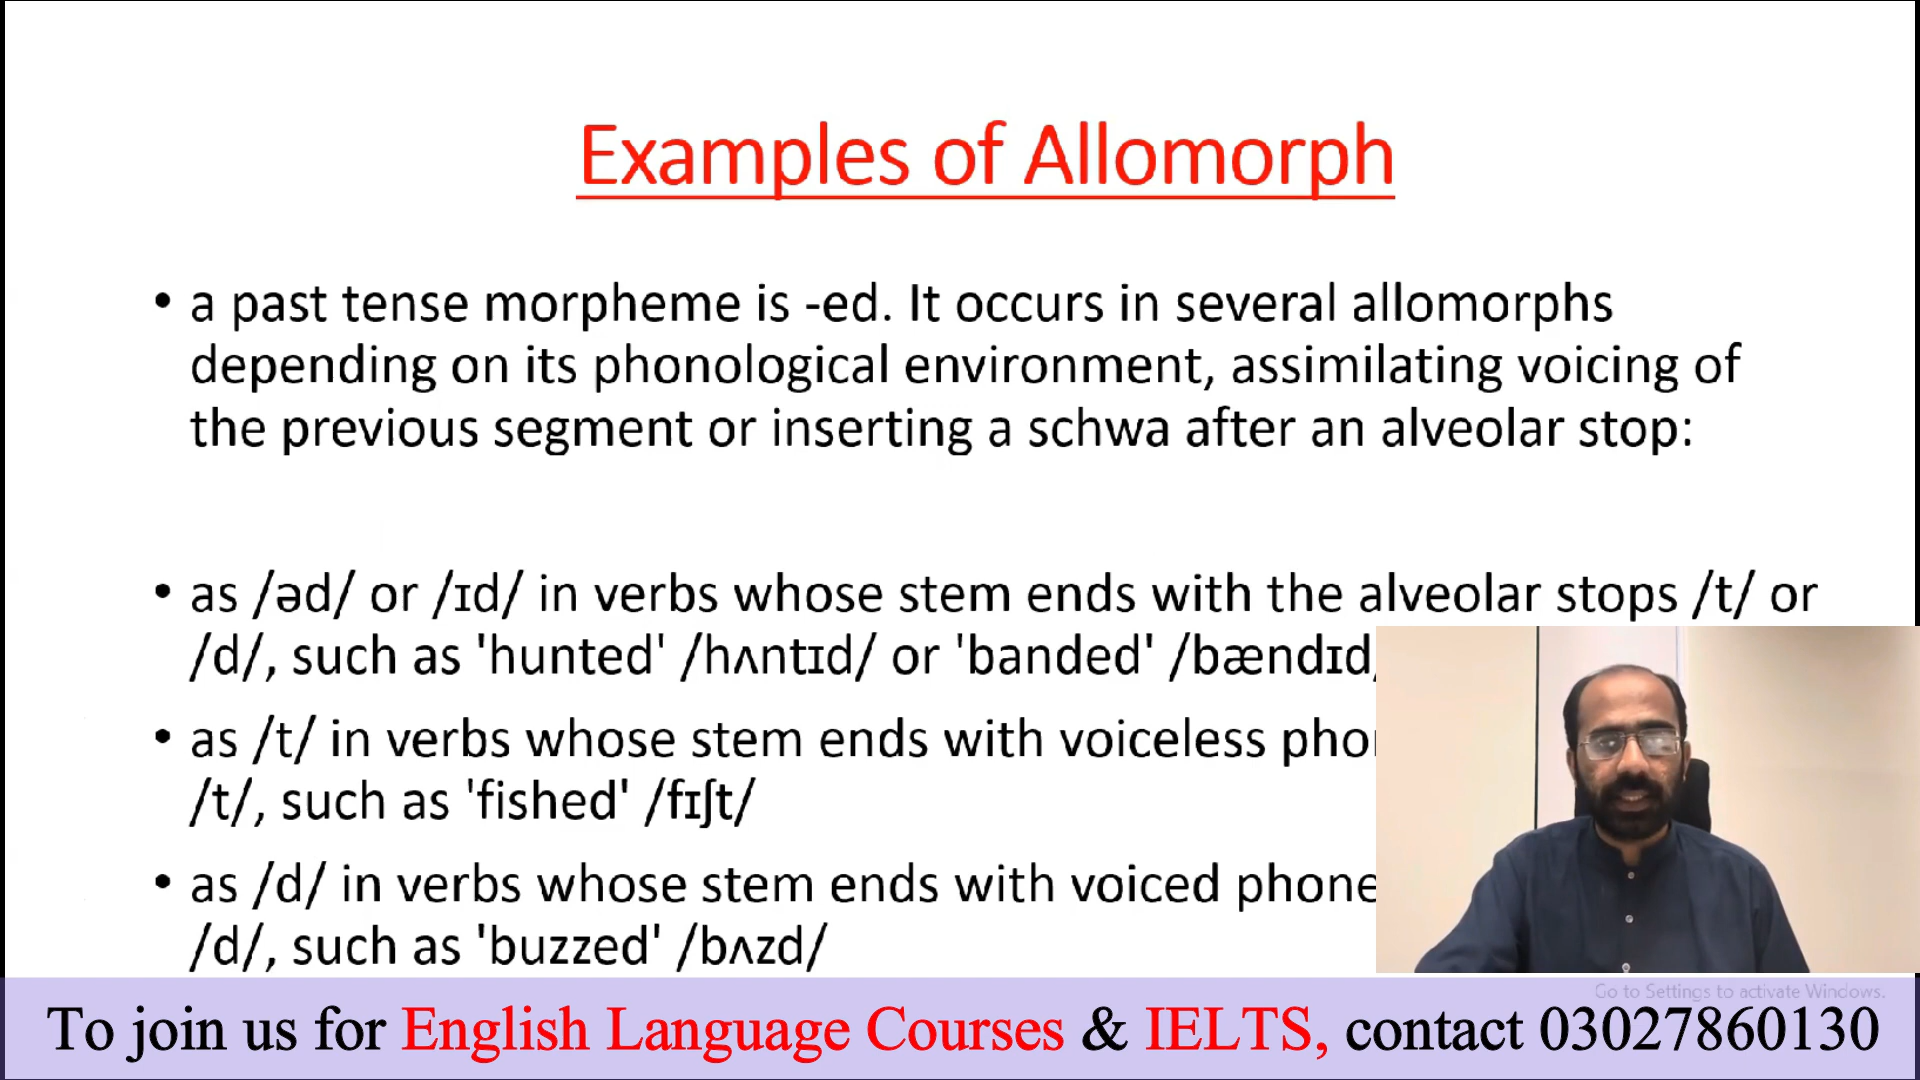 Examples of Allomorph
• a past tense morpheme is -ed. It occurs in several allomorphs
depending on its phonological environment, assimilating voicing of
the previous segment or inserting a schwa after an alveolar stop:
• as /əd/ or /ɪd/ in verbs whose stem ends with the alveolar stops /t/ or
/d/, such as 'hunted' /hʌntɪd/ or 'banded' /bændɪd/
• as /t/ in verbs whose stem ends with voiceless
/t/, such as 'fished' /fɪʃt/
• as /d/ in verbs whose stem ends with voiced
/d/, such as 'buzzed' /bʌzd/
Go to Settings to activate Windows.
To join us for English Language Courses & IELTS, contact 03027860130